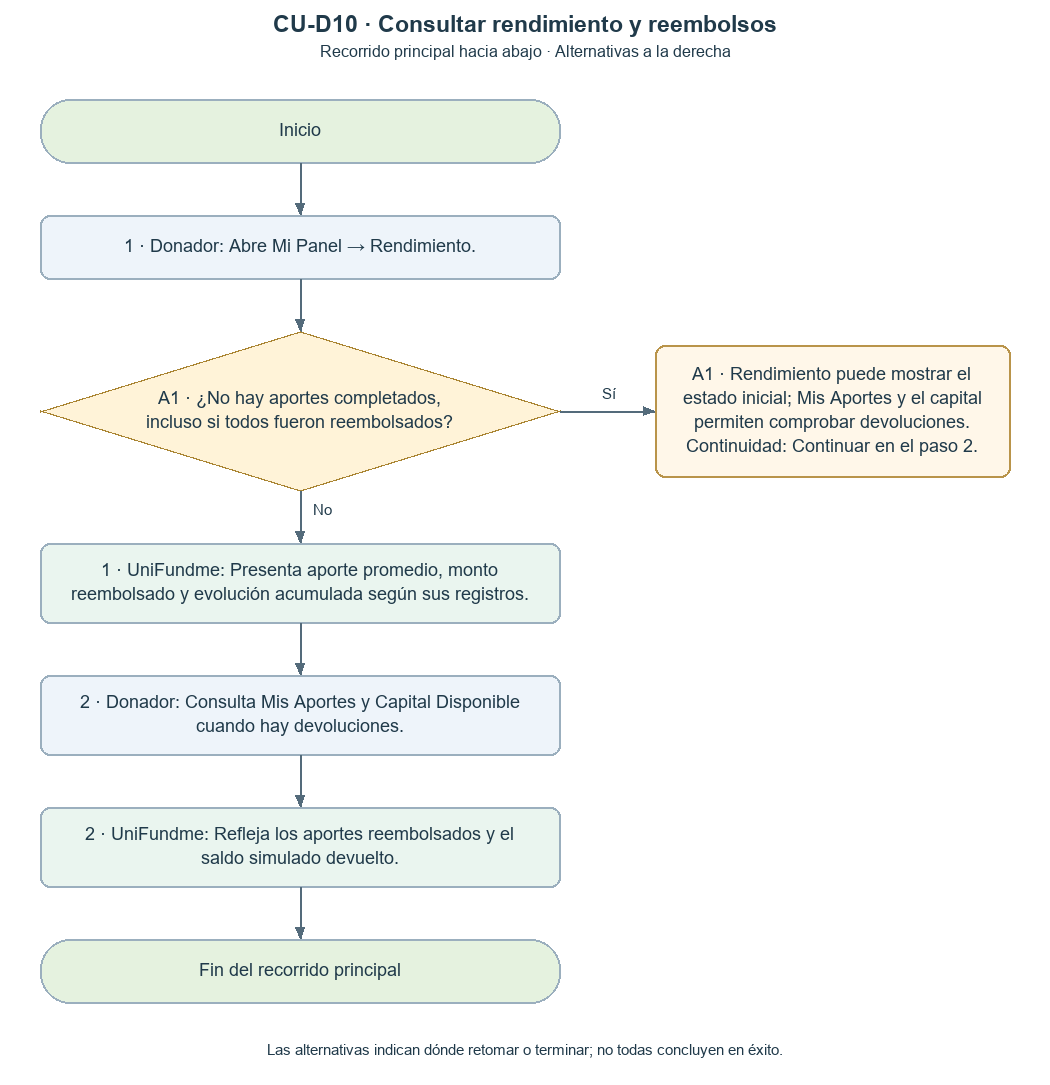 CU-D10 · Consultar rendimiento y reembolsos
Recorrido principal hacia abajo · Alternativas a la derecha
Inicio
1 · Donador: Abre Mi Panel → Rendimiento.
A1 · ¿No hay aportes completados,
incluso si todos fueron reembolsados?
Sí
A1 · Rendimiento puede mostrar el
estado inicial; Mis Aportes y el capital
permiten comprobar devoluciones.
Continuidad: Continuar en el paso 2.
No
1 · UniFundme: Presenta aporte promedio, monto
reembolsado y evolución acumulada según sus registros.
2 · Donador: Consulta Mis Aportes y Capital Disponible
cuando hay devoluciones.
2 · UniFundme: Refleja los aportes reembolsados y el
saldo simulado devuelto.
Fin del recorrido principal
Las alternativas indican dónde retomar o terminar; no todas concluyen en éxito.